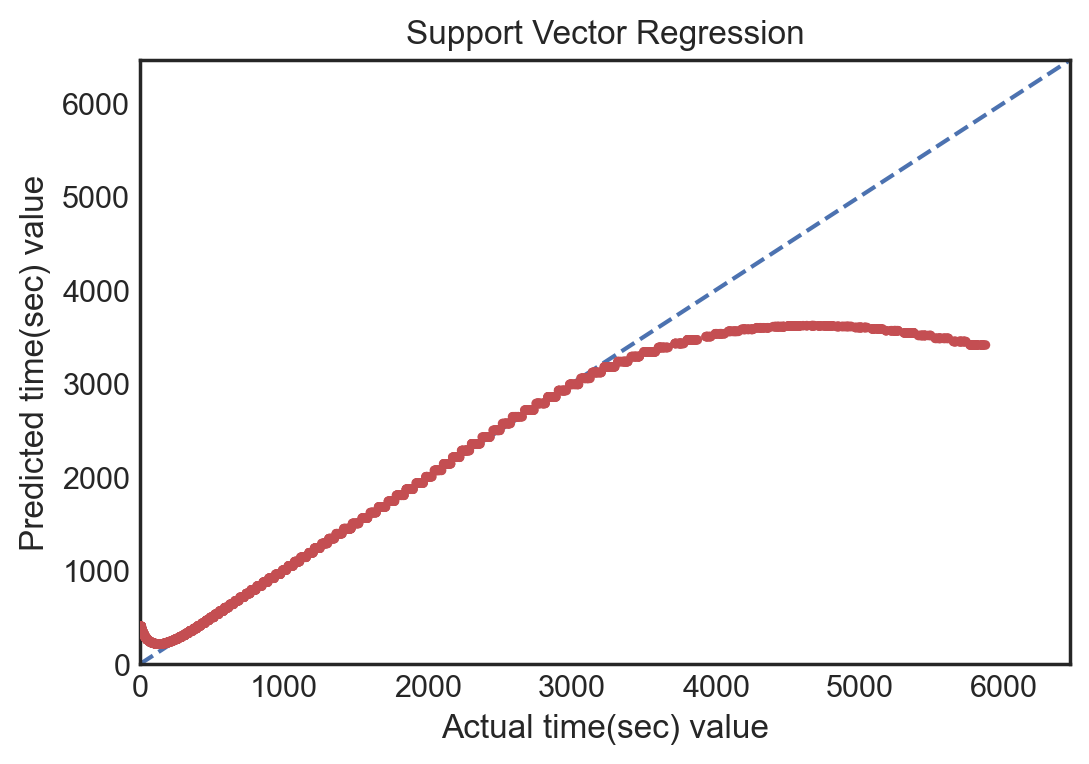 Support Vector Regression
Predicted time(sec) value
6000
5000
4000
3000
2000
1000
0
0 1000 2000 3000 4000 5000 6000
Actual time(sec) value